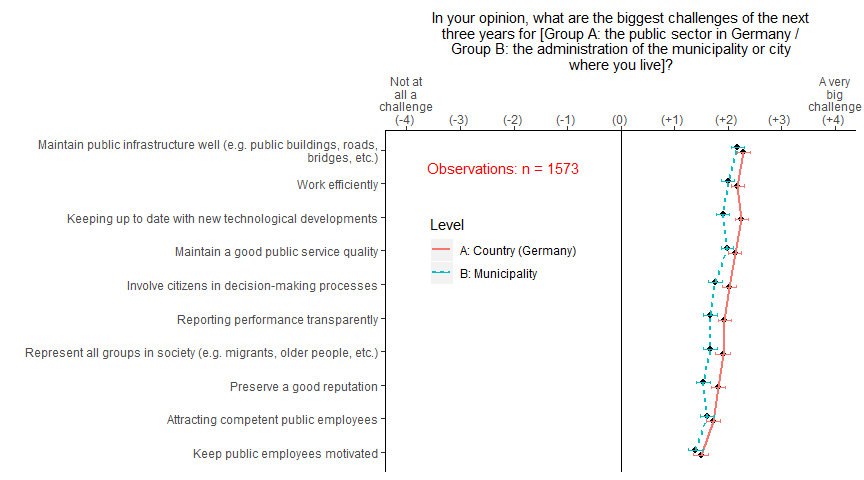 In your opinion, what are the biggest challenges of the next
three years for [Group A: the public sector in Germany /
Group B: the administration of the municipality or city
where you live]?
Not at
all a
challenge
A very
big
challenge
(-4) (-3) (-2) (-1) (0) (+1) (+2) (+3) (+4)
Maintain public infrastructure well (e.g. public buildings, roads,
bridges, etc.)
Observations: n = 1573
Work efficiently
Keeping up to date with new technological developments
Level
Maintain a good public service quality
A: Country (Germany)
B: Municipality
Involve citizens in decision-making processes
Reporting performance transparently
Represent all groups in society (e.g. migrants, older people, etc.)
Preserve a good reputation
Attracting competent public employees
Keep public employees motivated